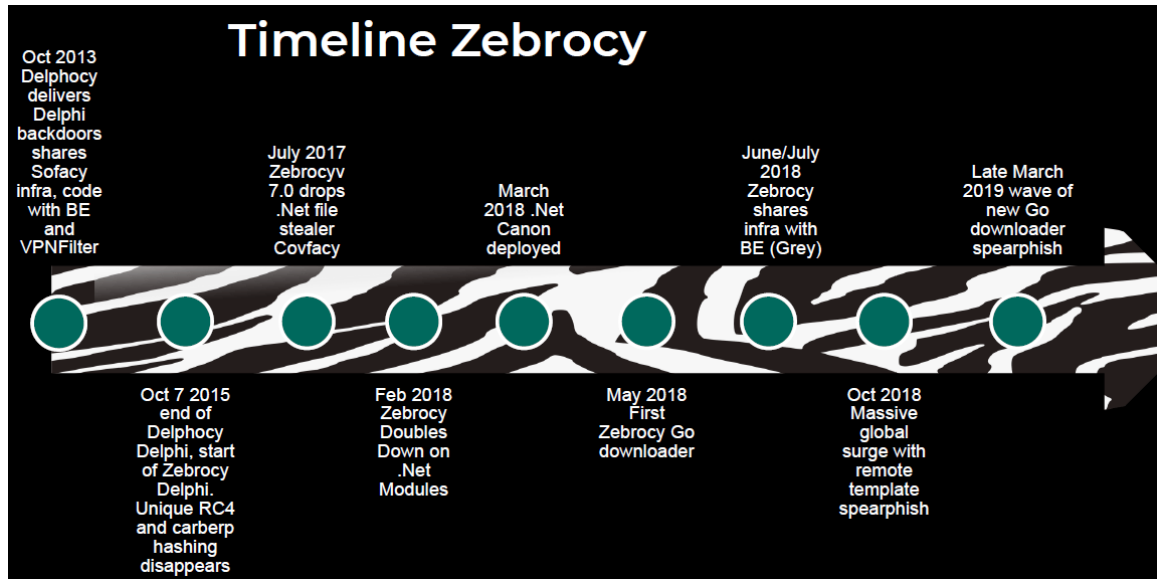 Timeline Zebrocy
Oct 2013
Delphocy
delivers
Delphi
backdoors
shares
Sofacy
infra, code
with BE
and
VPNFilter
Oct 7 2015
end of
Delphocy
Delphi, start
of Zebrocy
Delphi.
Unique RC4
and carberp
hashing
disappears
July 2017
Zebrocyv
7.0 drops
.Net file
stealer
Covfacy
Feb 2018
Zebrocy
Doubles
Down on
.Net
Modules
March
2018 .Net
Canon
deployed
May 2018
First
Zebrocy Go
downloader
June/July
2018
Zebrocy
shares
infra with
BE (Grey)
Oct 2018
Massive
global
surge with
remote
template
spearphish
Late March
2019 wave of
new Go
downloader
spearphish